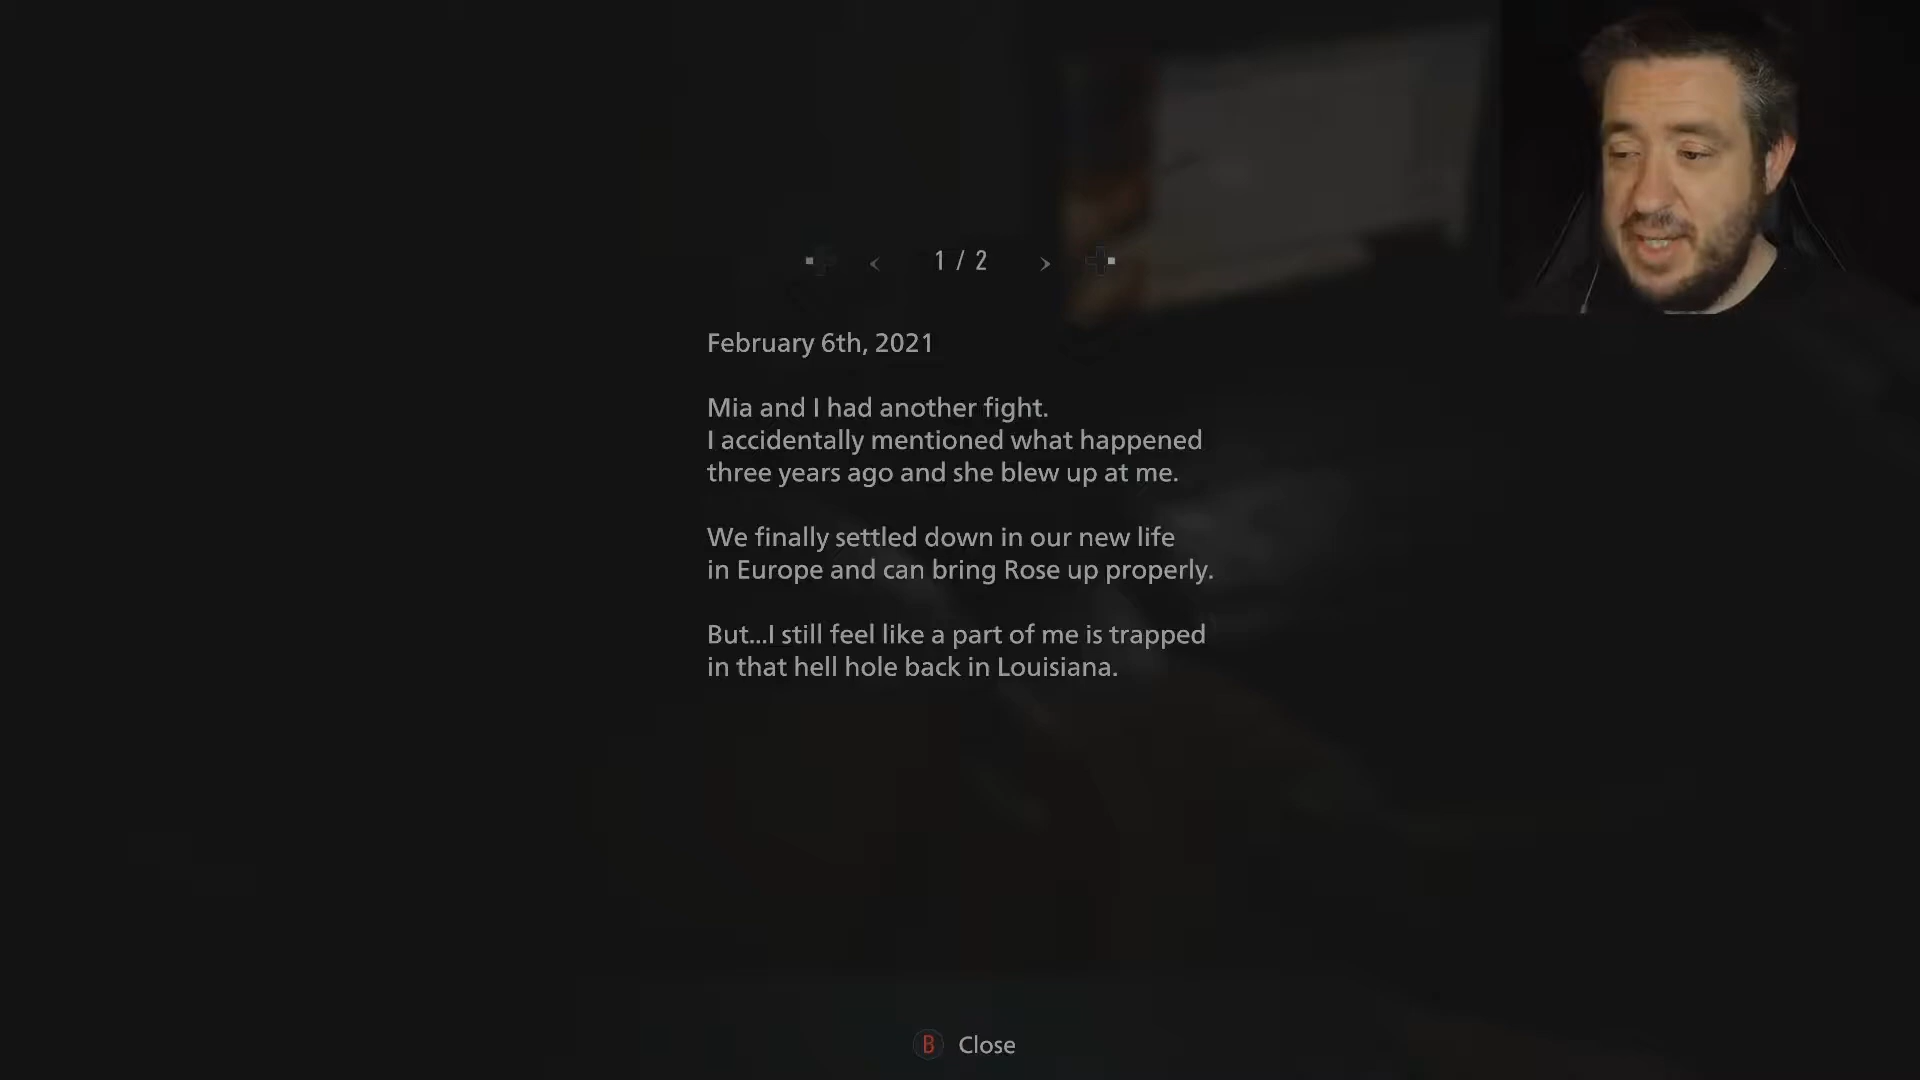 1 / 2
February 6th, 2021
Mia and I had another fight.
I accidentally mentioned what happened
three years ago and she blew up at me.
We finally settled down in our new life
in Europe and can bring Rose up properly.
But...I still feel like a part of me is trapped
in that hell hole back in Louisiana.
B Close